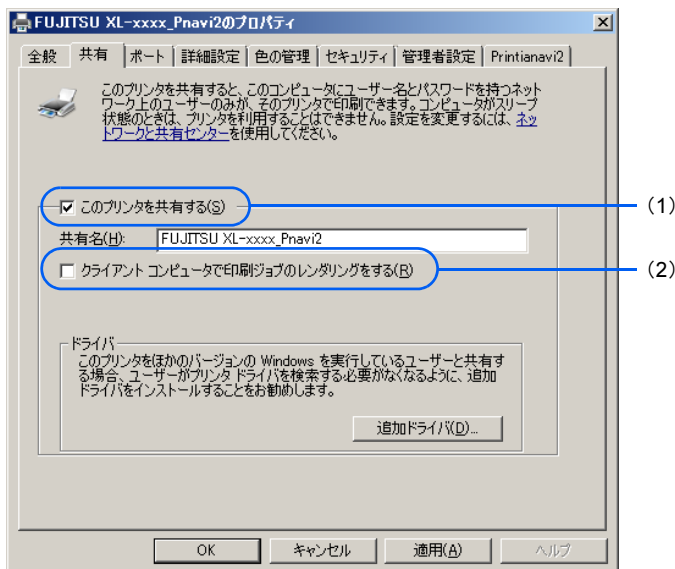 FUJITSU XL-xxxx_Pnavi2のプロパティ
全般 共有 ポート 詳細設定 色の管理 セキュリティ 管理者設定 Printianavi2
このプリンタを共有すると、このコンピュータにユーザー名とパスワードを持つネット
ワーク上のユーザーのみが、そのプリンタで印刷できます。コンピュータがスリープ
状態のときは、プリンタを利用することはできません。設定を変更するには、ネッ
トワークと共有センターを使用してください。
このプリンタを共有する(S)
(1)
共有名(H): FUJITSU XL-xxxx_Pnavi2
クライアント コンピュータで印刷ジョブのレンダリングをする(R)
(2)
ドライバ
このプリンタをほかのバージョンの Windows を実行しているユーザーと共有す
る場合、ユーザーがプリンタ ドライバを検索する必要がなくなるように、追加
ドライバをインストールすることをお勧めします。
追加ドライバ(D)...
OK キャンセル 適用(A) ヘルプ